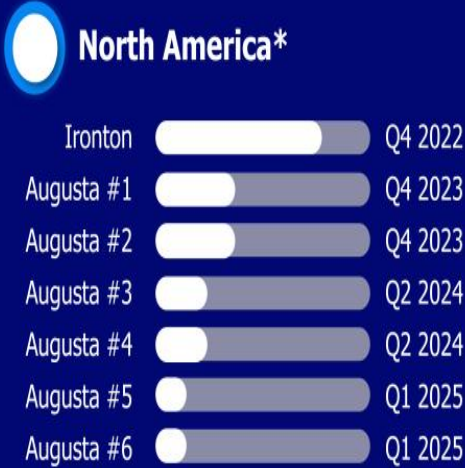 North America*
Ironton Q4 2022
Augusta #1 Q4 2023
Augusta #2 Q4 2023
Augusta #3 Q2 2024
Augusta #4 Q2 2024
Augusta #5 Q1 2025
Augusta #6 Q1 2025